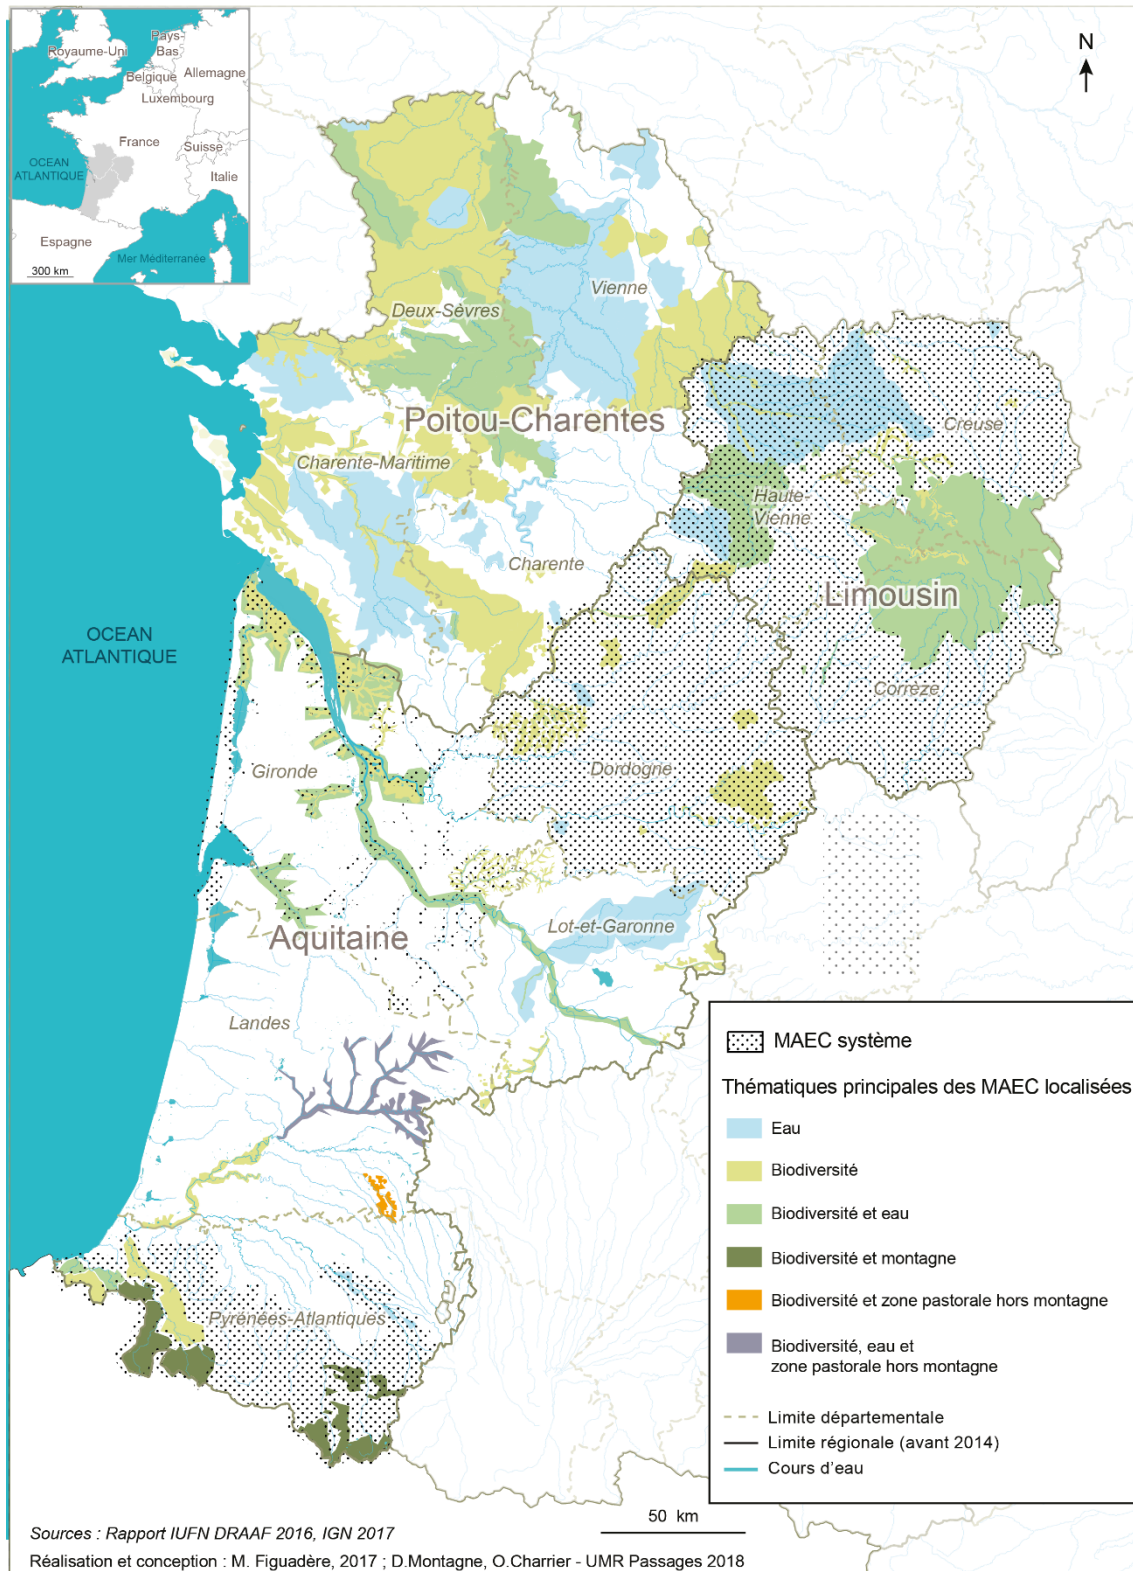 Royaume-Uni
Pays-
Bas
Belgique
Allemagne
Luxembourg
France
Suisse
OCEAN
ATLANTIQUE
Italie
Espagne
Mer Méditerranée
300 km
N
Vienne
Deux-Sèvres
Poitou-Charentes
Creuse
Charente-Maritime
Haute-
Vienne
Charente
Limousin
OCEAN
ATLANTIQUE
Corrèze
Gironde
Dordogne
Lot-et-Garonne
Aquitaine
Landes
Pyrénées-Atlantiques
MAEC système
Thématiques principales des MAEC localisées
Eau
Biodiversité
Biodiversité et eau
Biodiversité et montagne
Biodiversité et zone pastorale hors montagne
Biodiversité, eau et
zone pastorale hors montagne
Limite départementale
Limite régionale (avant 2014)
Cours d'eau
50 km
Sources : Rapport IUFN DRAAF 2016, IGN 2017
Réalisation et conception : M. Figuadère, 2017 ; D.Montagne, O.Charrier - UMR Passages 2018